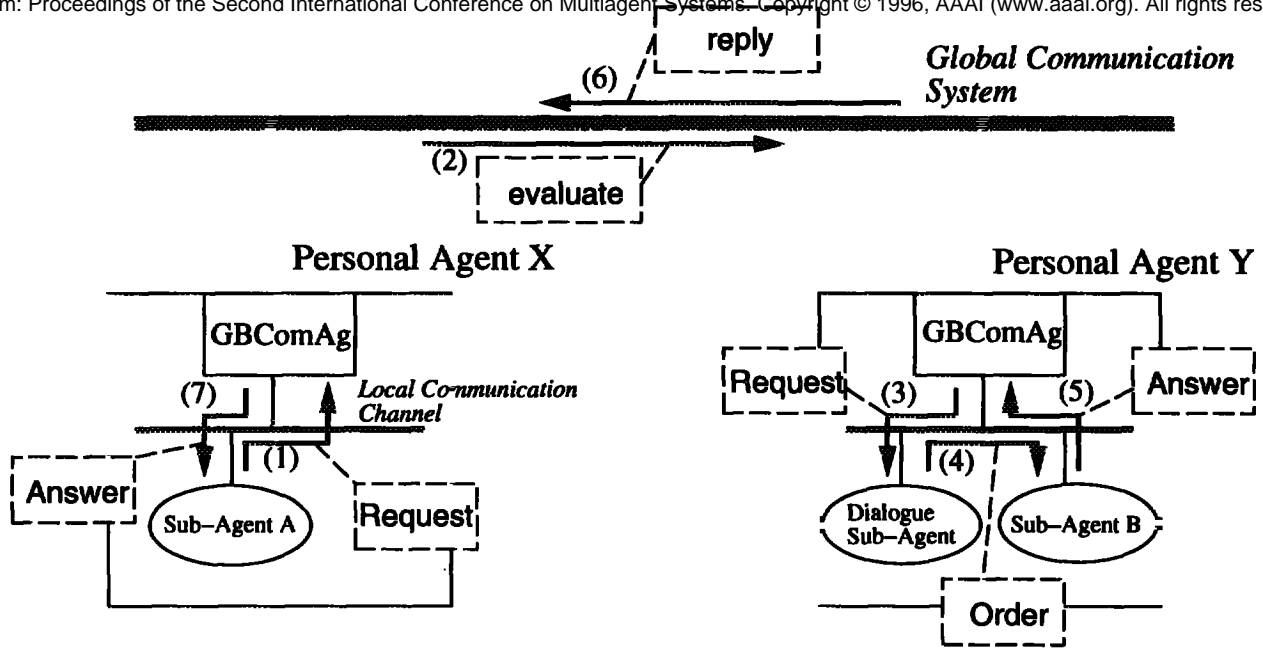 m: Proceedings of the Second International Conference on Multiagent Systems. Copyright © 1996, AAAI (www.aaai.org). All rights res
reply
Global Communication
System
(6)
(2)
evaluate
Personal Agent X
Personal Agent Y
GBComAg
GBComAg
(7)
Local Communication
Channel
Request
(3)
(5)
Answer
(1)
(4)
Answer
Sub–Agent A
Request
Dialogue
Sub–Agent
Sub–Agent B
Order